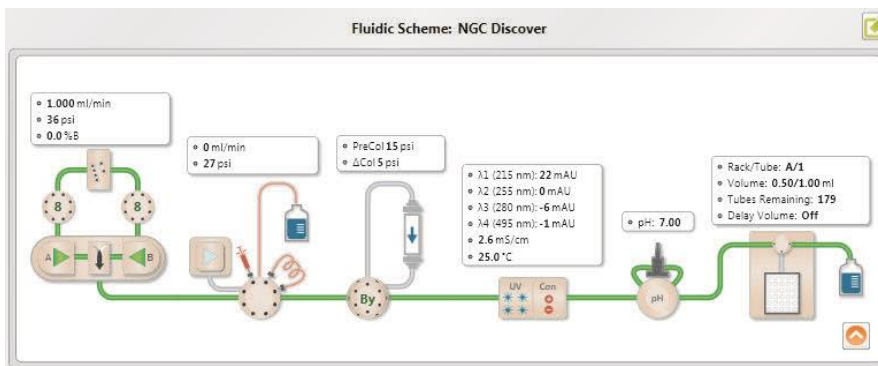 Fluidic Scheme: NGC Discover
1.000 ml/min
36 psi
0.0 %B
8
8
A
B
0 ml/min
27 psi
PreCol 15 psi
ΔCol 5 psi
By
λ1 (215 nm): 22 mAU
λ2 (255 nm): 0 mAU
λ3 (280 nm): -6 mAU
λ4 (495 nm): -1 mAU
2.6 mS/cm
25.0 °C
UV
Con
pH: 7.00
pH
Rack/Tube: A/1
Volume: 0.50/1.00 ml
Tubes Remaining: 179
Delay Volume: Off